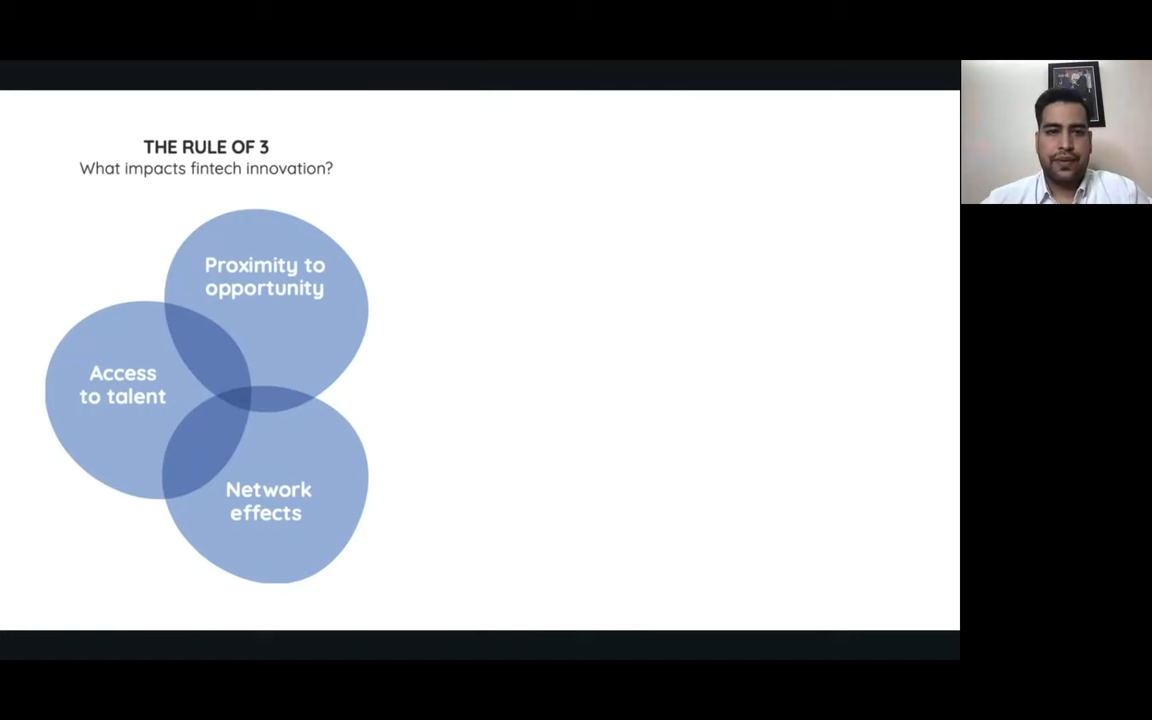 THE RULE OF 3
What impacts fintech innovation?
Proximity to
opportunity
Access
to talent
Network
effects